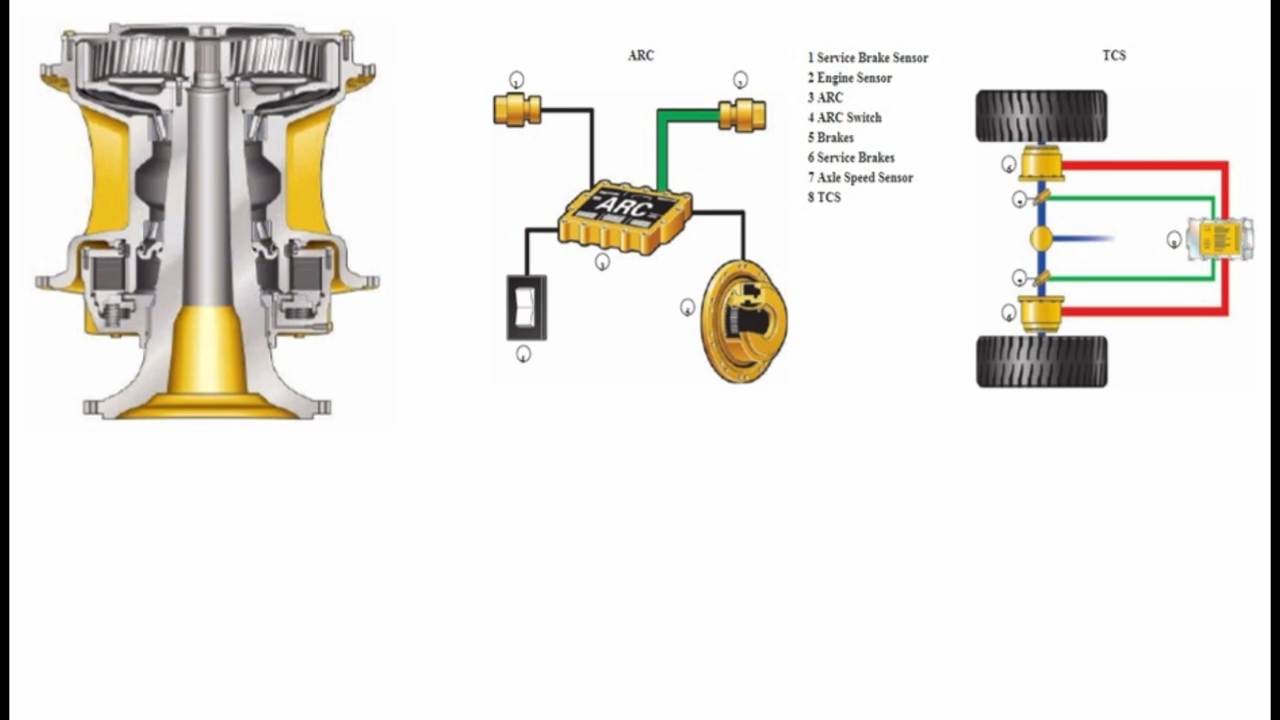 ARC
1 Service Brake Sensor
2 Engine Sensor
3 ARC
4 ARC Switch
5 Brakes
6 Service Brakes
7 Axle Speed Sensor
8 TCS
TCS
ARC